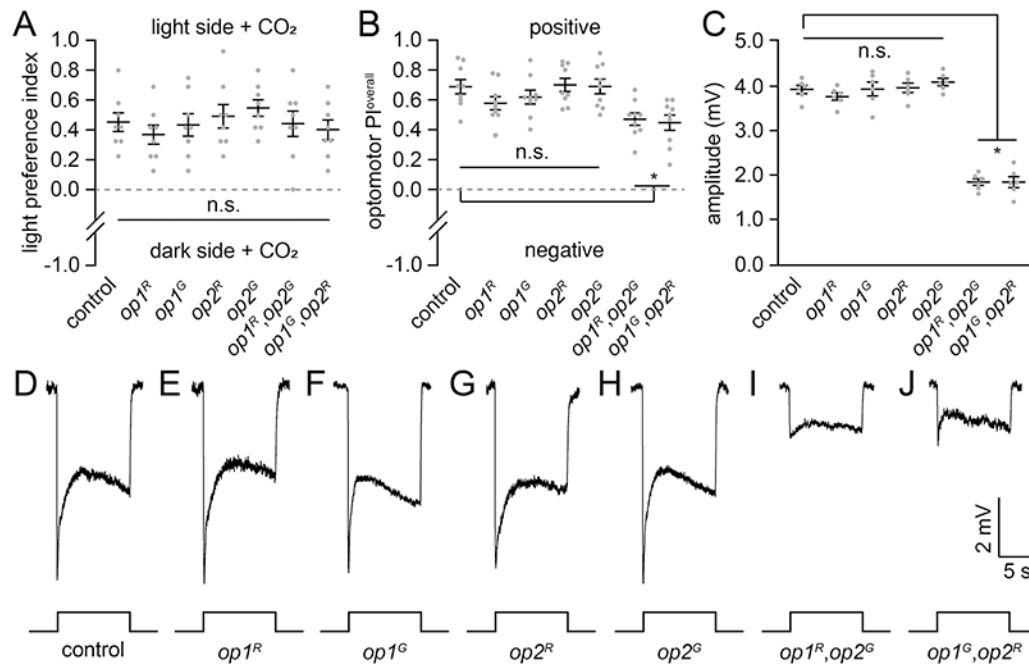 A
light side + CO₂
light preference index
1.0
0.8
0.6
0.4
0.2
0.0
-1.0
n.s.
dark side + CO₂
control
op1ᴿ
op1ᴳ
op2ᴿ
op2ᴳ
op1ᴿ,op2ᴳ
op1ᴳ,op2ᴿ
B
positive
optomotor PIᵒᵛᵉʳᵃˡˡ
1.0
0.8
0.6
0.4
0.2
0.0
-1.0
n.s.
*
negative
control
op1ᴿ
op1ᴳ
op2ᴿ
op2ᴳ
op1ᴿ,op2ᴳ
op1ᴳ,op2ᴿ
C
amplitude (mV)
5.0
4.0
3.0
2.0
1.0
0.0
n.s.
*
control
op1ᴿ
op1ᴳ
op2ᴿ
op2ᴳ
op1ᴿ,op2ᴳ
op1ᴳ,op2ᴿ
D E F G H I J
2 mV
5 s
control op1ᴿ op1ᴳ op2ᴿ op2ᴳ op1ᴿ,op2ᴳ op1ᴳ,op2ᴿ